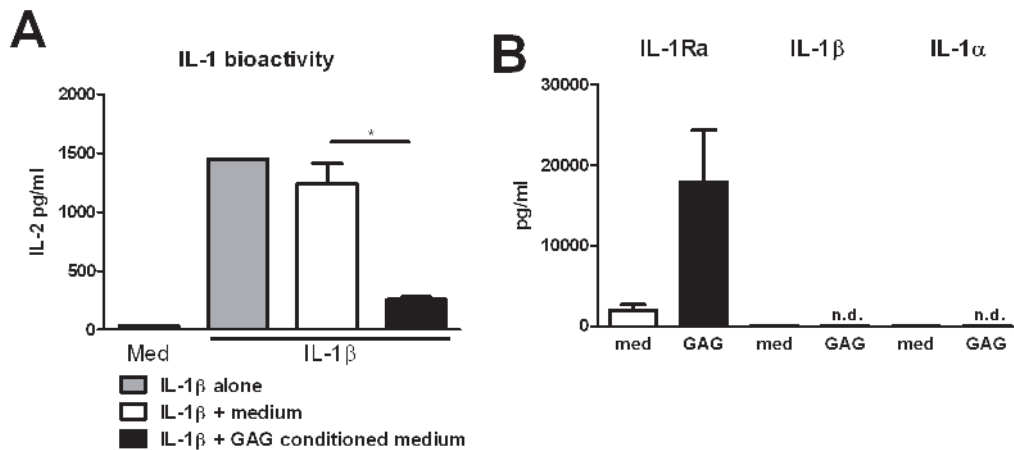 A
IL-1 bioactivity
IL-2 pg/ml
2000
1500
1000
500
0
*
Med
IL-1β
IL-1β alone
IL-1β + medium
IL-1β + GAG conditioned medium
B
IL-1Ra IL-1β IL-1α
pg/ml
30000
20000
10000
0
n.d. n.d.
med GAG med GAG med GAG